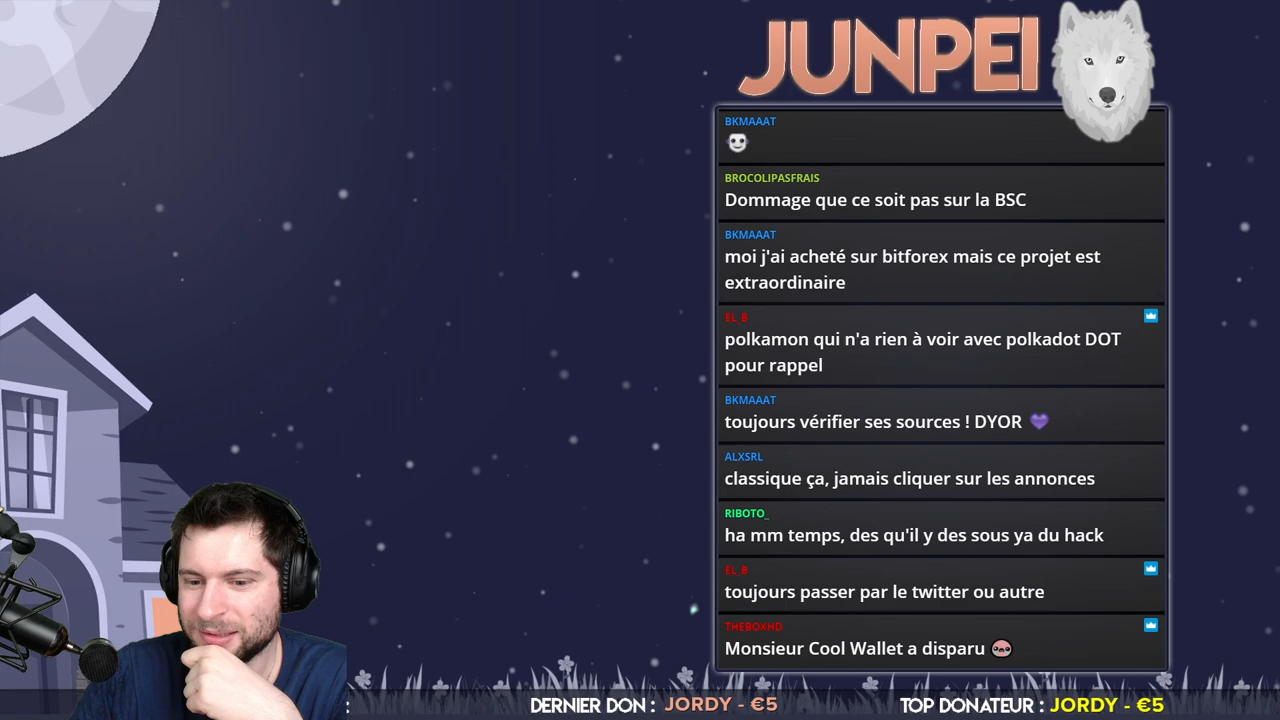 JUNPEI
BKMAAAT
BROCOLIPASFRAIS
Dommage que ce soit pas sur la BSC
BKMAAAT
moi j'ai acheté sur bitforex mais ce projet est
extraordinaire
EL_B
polkamon qui n'a rien à voir avec polkadot DOT
pour rappel
BKMAAAT
toujours vérifier ses sources ! DYOR
ALXSRL
classique ça, jamais cliquer sur les annonces
RIBOTO_
ha mm temps, des qu'il y des sous ya du hack
EL_B
toujours passer par le twitter ou autre
THEBOXHD
Monsieur Cool Wallet a disparu
: DERNIER DON : JORDY - €5 TOP DONATEUR : JORDY - €5